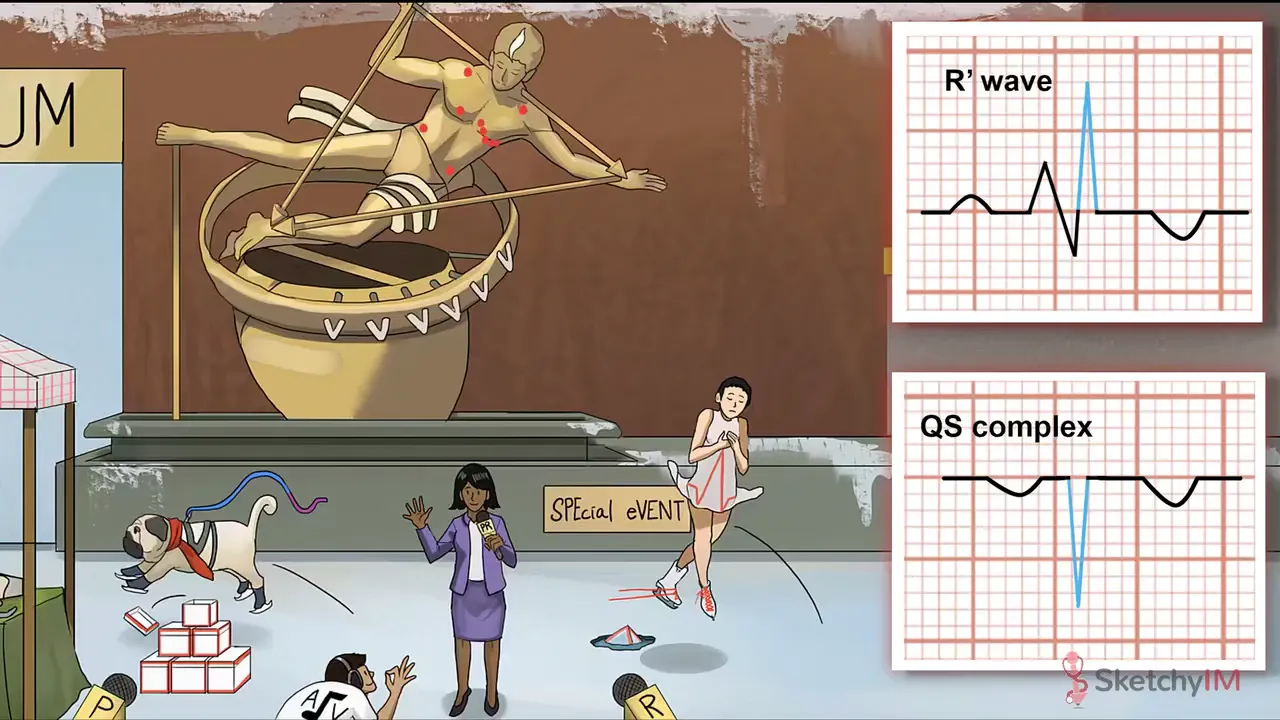 UM
R’ wave
QS complex
V V V V V
SPEcial eVENT
PR
A V
P
R
SketchyIM